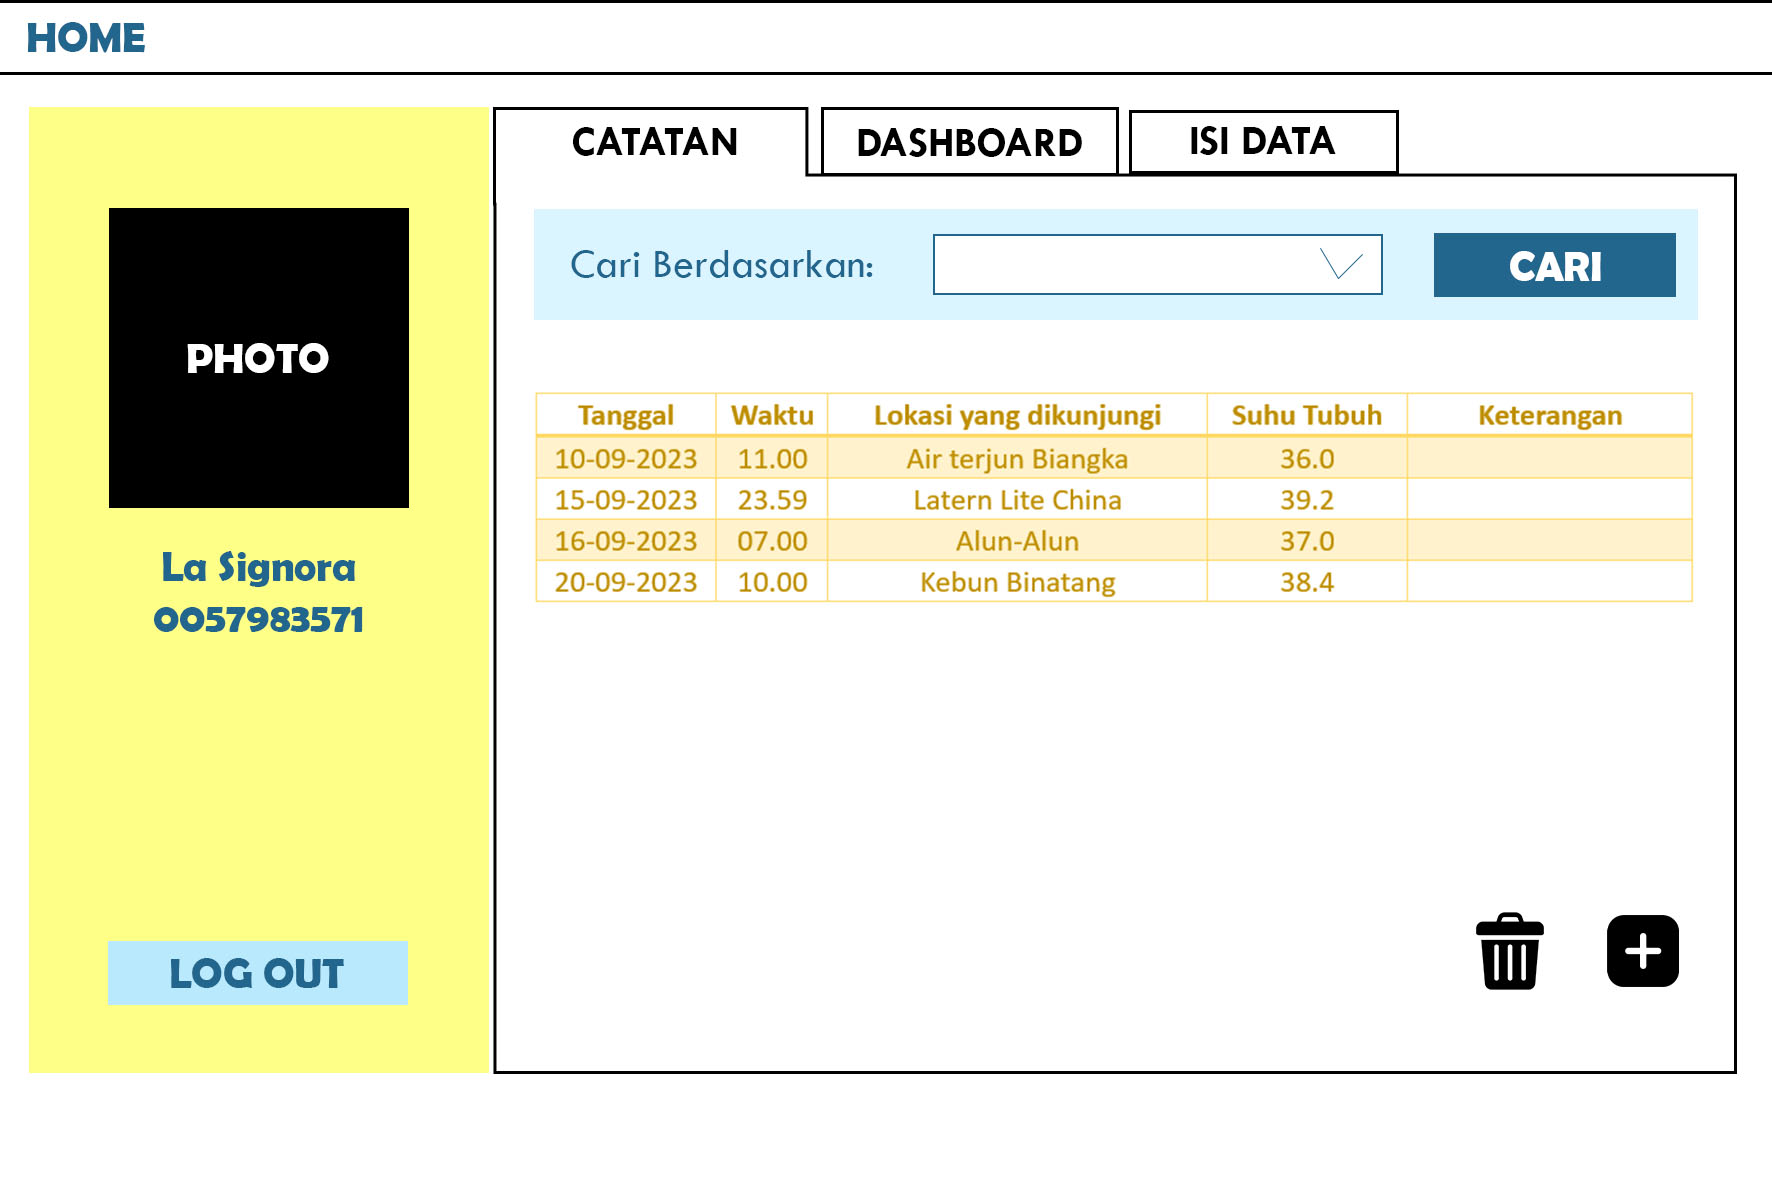 HOME
CATATAN DASHBOARD ISI DATA
Cari Berdasarkan: CARI
PHOTO
La Signora
0057983571
LOG OUT
Tanggal Waktu Lokasi yang dikunjungi Suhu Tubuh Keterangan
10-09-2023 11.00 Air terjun Biangka 36.0
15-09-2023 23.59 Latern Lite China 39.2
16-09-2023 07.00 Alun-Alun 37.0
20-09-2023 10.00 Kebun Binatang 38.4